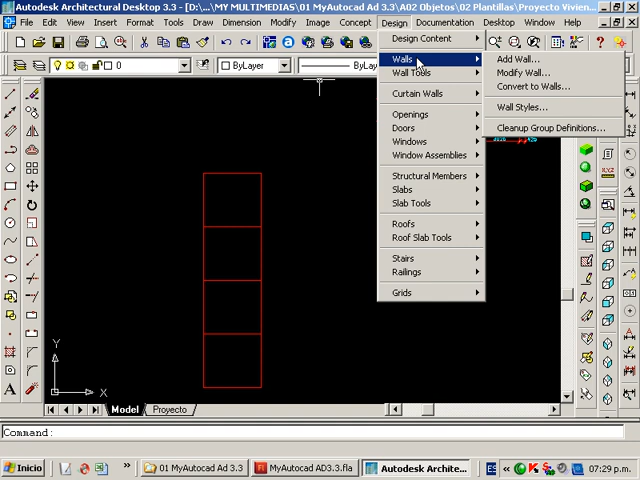 Autodesk Architectural Desktop 3.3 - [D:\...\MY MULTIMEDIAS\01 MyAutocad Ad 3.3\A02 Objetos\02 Plantillas\Proyecto Vivien...
File Edit View Insert Format Tools Draw Dimension Modify Image Concept Design Documentation Desktop Window Help
0
ByLayer
ByLayer
Design Content
Walls
Wall Tools
Curtain Walls
Openings
Doors
Windows
Window Assemblies
Structural Members
Slabs
Slab Tools
Roofs
Roof Slab Tools
Stairs
Railings
Grids
Add Wall...
Modify Wall...
Convert to Walls...
Wall Styles...
Cleanup Group Definitions...
X,Y,Z
Y
X
A
Model Proyecto
Command:
Inicio
»
01 MyAutocad Ad 3.3
MyAutocad AD3.3.fla
Autodesk Archite...
ES
07:29 p.m.